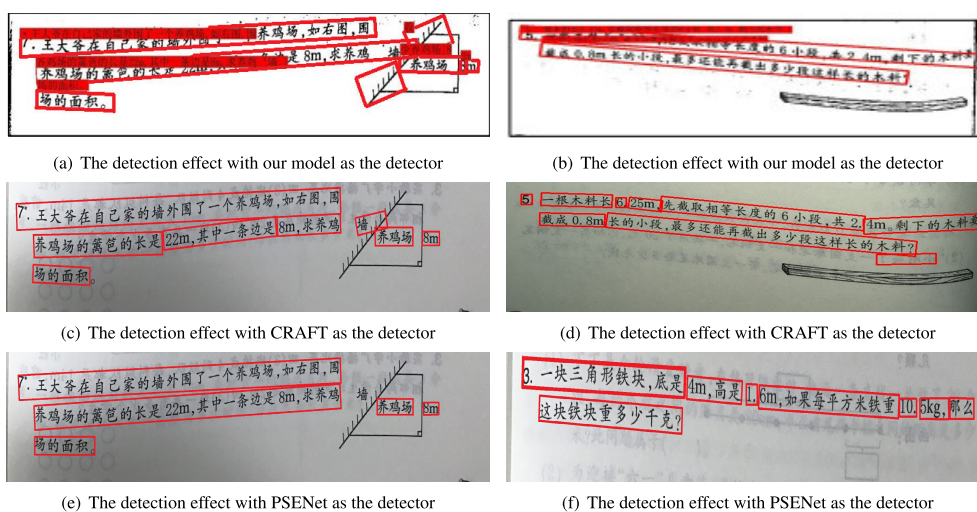 7. 王大爷在自己家的墙外围了 养鸡场,如右图,围
养鸡场的篱笆的长是22m, 条边是8m,求养鸡
场的面积。
墙
养鸡场
8m
相等长度的6小段,共2.4m,剩下的木料
截成0.8m长的小段,最多还能再截出多少段这样长的木料?
(a) The detection effect with our model as the detector
(b) The detection effect with our model as the detector
7. 王大爷在自己家的墙外围了一个养鸡场,如右图,围
养鸡场的篱笆的长是22m,其中一条边是8m,求养鸡
场的面积。
墙
养鸡场
8m
5 一根木料长6.25m,先截取相等长度的6小段,共2.4m。剩下的木料
截成0.8m长的小段,最多还能再截出多少段这样长的木料?
(c) The detection effect with CRAFT as the detector
(d) The detection effect with CRAFT as the detector
7. 王大爷在自己家的墙外围了一个养鸡场,如右图,围
养鸡场的篱笆的长是22m,其中一条边是8m,求养鸡
场的面积。
墙
养鸡场
8m
3. 一块三角形铁块,底是4m,高是1.6m,如果每平方米铁重10.5kg,那么
这块铁块重多少千克?
(e) The detection effect with PSENet as the detector
(f) The detection effect with PSENet as the detector